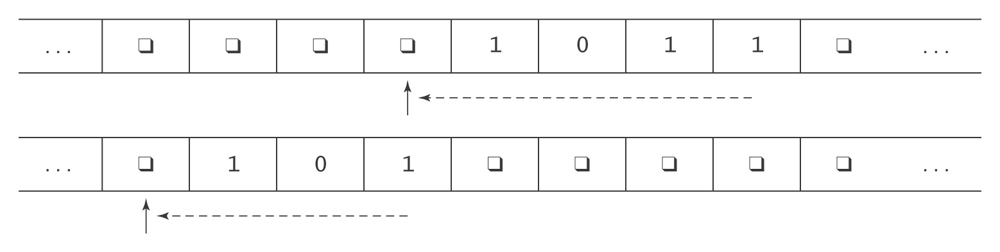 ... ❑ ❑ ❑ ❑ 1 0 1 1 ❑ ...
... ❑ 1 0 1 ❑ ❑ ❑ ❑ ❑ ...